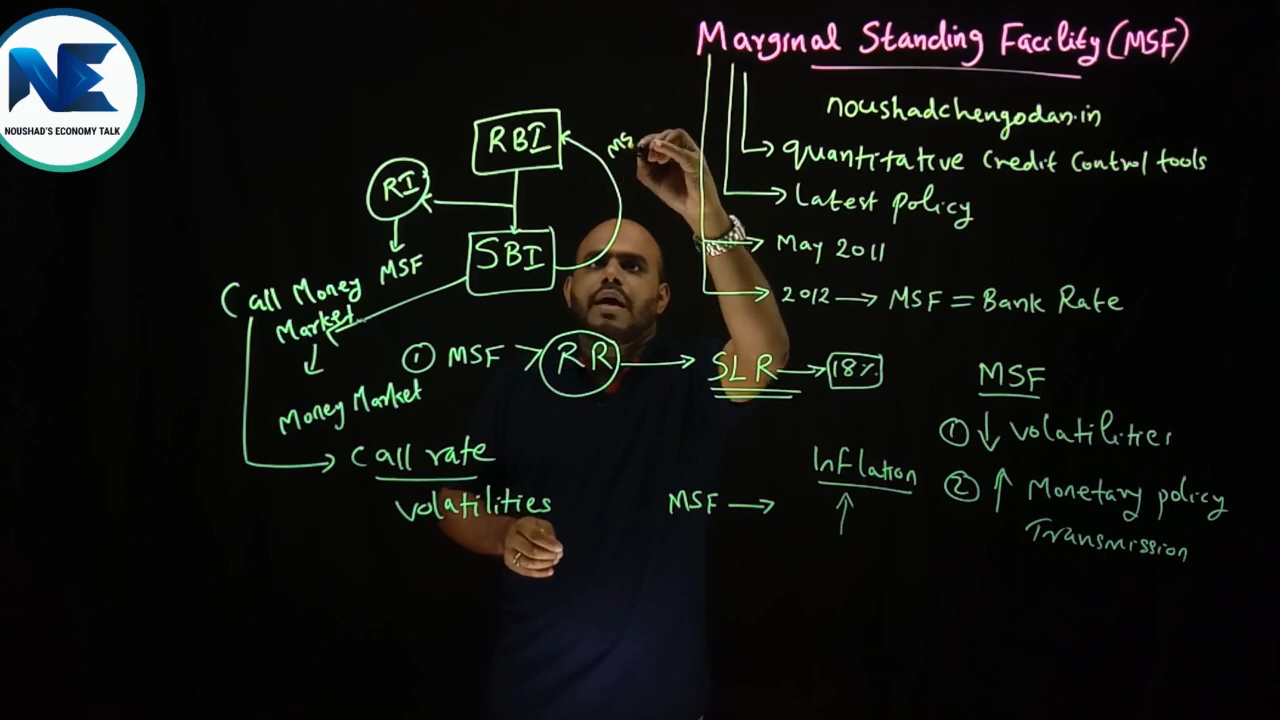 NE
NOUSHAD'S ECONOMY TALK
Marginal Standing Facility (MSF)
noushadchengodan.in
quantitative credit control tools
Latest policy
May 2011
2012 → MSF = Bank Rate
RBI
MS
RI
SBI
MSF
Call Money
Market
↓
Money Market
① MSF > RR → SLR → 18%
Call rate
Volatilities
MSF →
Inflation
↑
MSF
① ↓ Volatilities
② ↑ Monetary policy
Transmission